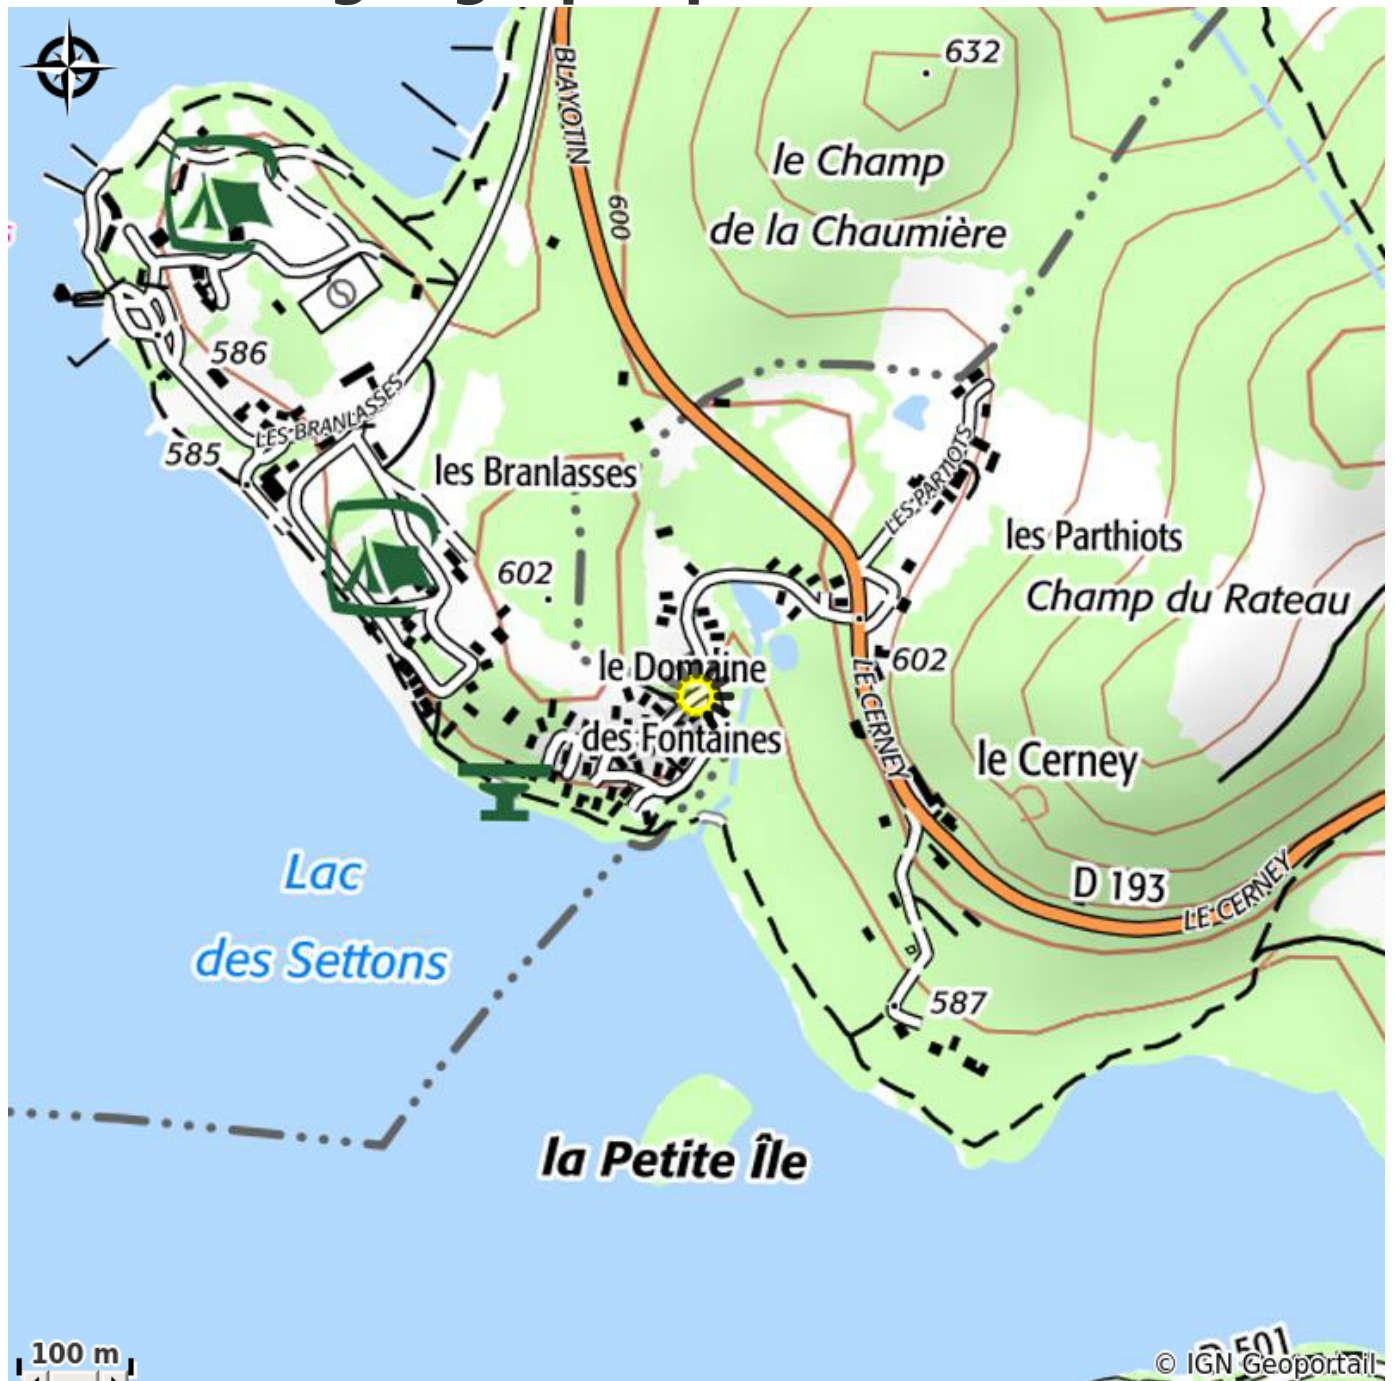 632
BLAYOTIN
le Champ
de la Chaumière
600
586
LES BRANLASSES
585
les Branlasses
LES PARTIOTS
les Parthiots
602
Champ du Rateau
602
le Domaine
des Fontaines
LE CERNEY
le Cerney
Lac
des Settons
D 193
LE CERNEY
587
la Petite Île
100 m
D 501
© IGN Geoportail